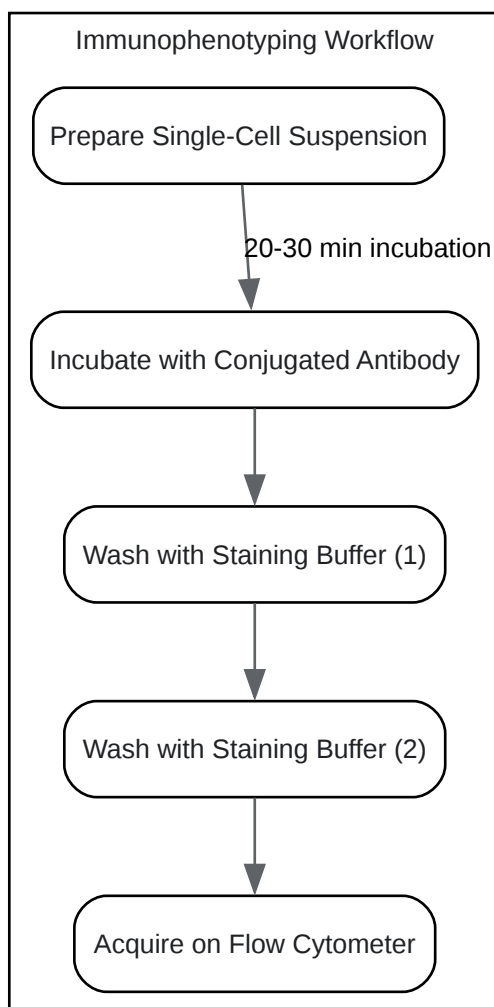 Immunophenotyping Workflow
Prepare Single-Cell Suspension
20-30 min incubation
Incubate with Conjugated Antibody
Wash with Staining Buffer (1)
Wash with Staining Buffer (2)
Acquire on Flow Cytometer